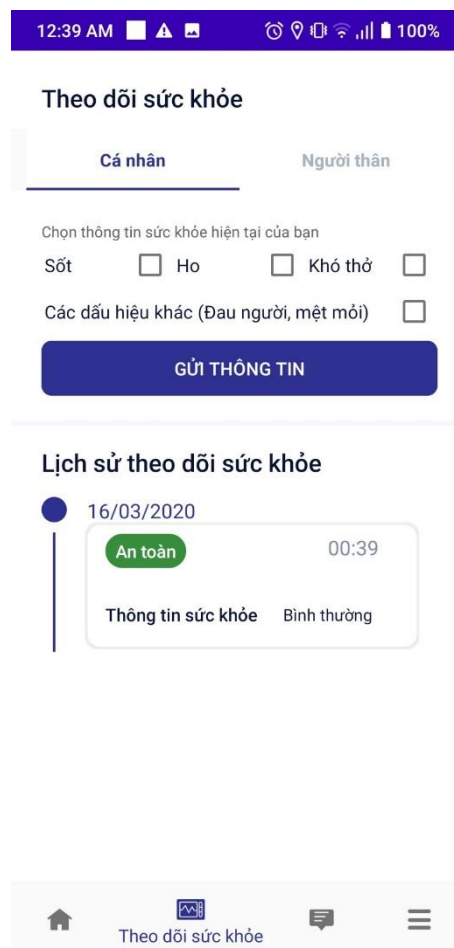 12:39 AM 100%
Theo dõi sức khỏe
Cá nhân Người thân
Chọn thông tin sức khỏe hiện tại của bạn
Sốt Ho Khó thở
Các dấu hiệu khác (Đau người, mệt mỏi)
GỬI THÔNG TIN
Lịch sử theo dõi sức khỏe
16/03/2020
An toàn 00:39
Thông tin sức khỏe Bình thường
Theo dõi sức khỏe